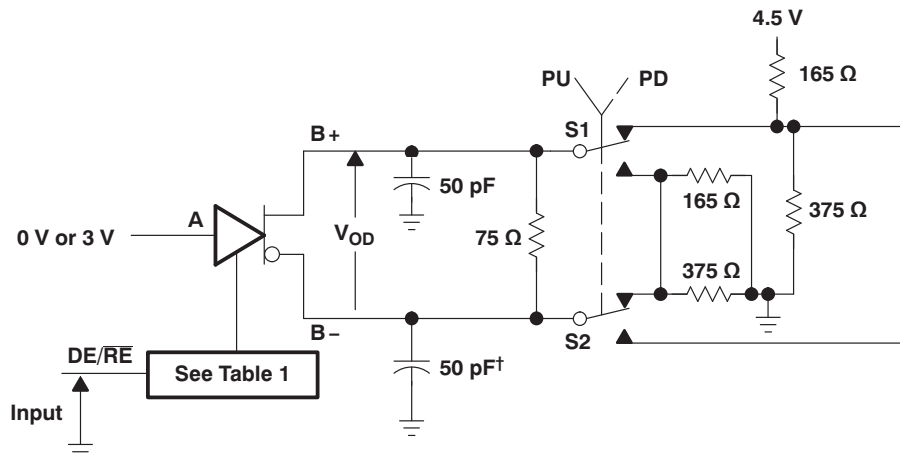 4.5 V
165 Ω
PU
PD
S1
B+
50 pF
165 Ω
375 Ω
A
0 V or 3 V
VOD
75 Ω
375 Ω
B−
S2
DE/R̅E̅
See Table 1
50 pF†
Input